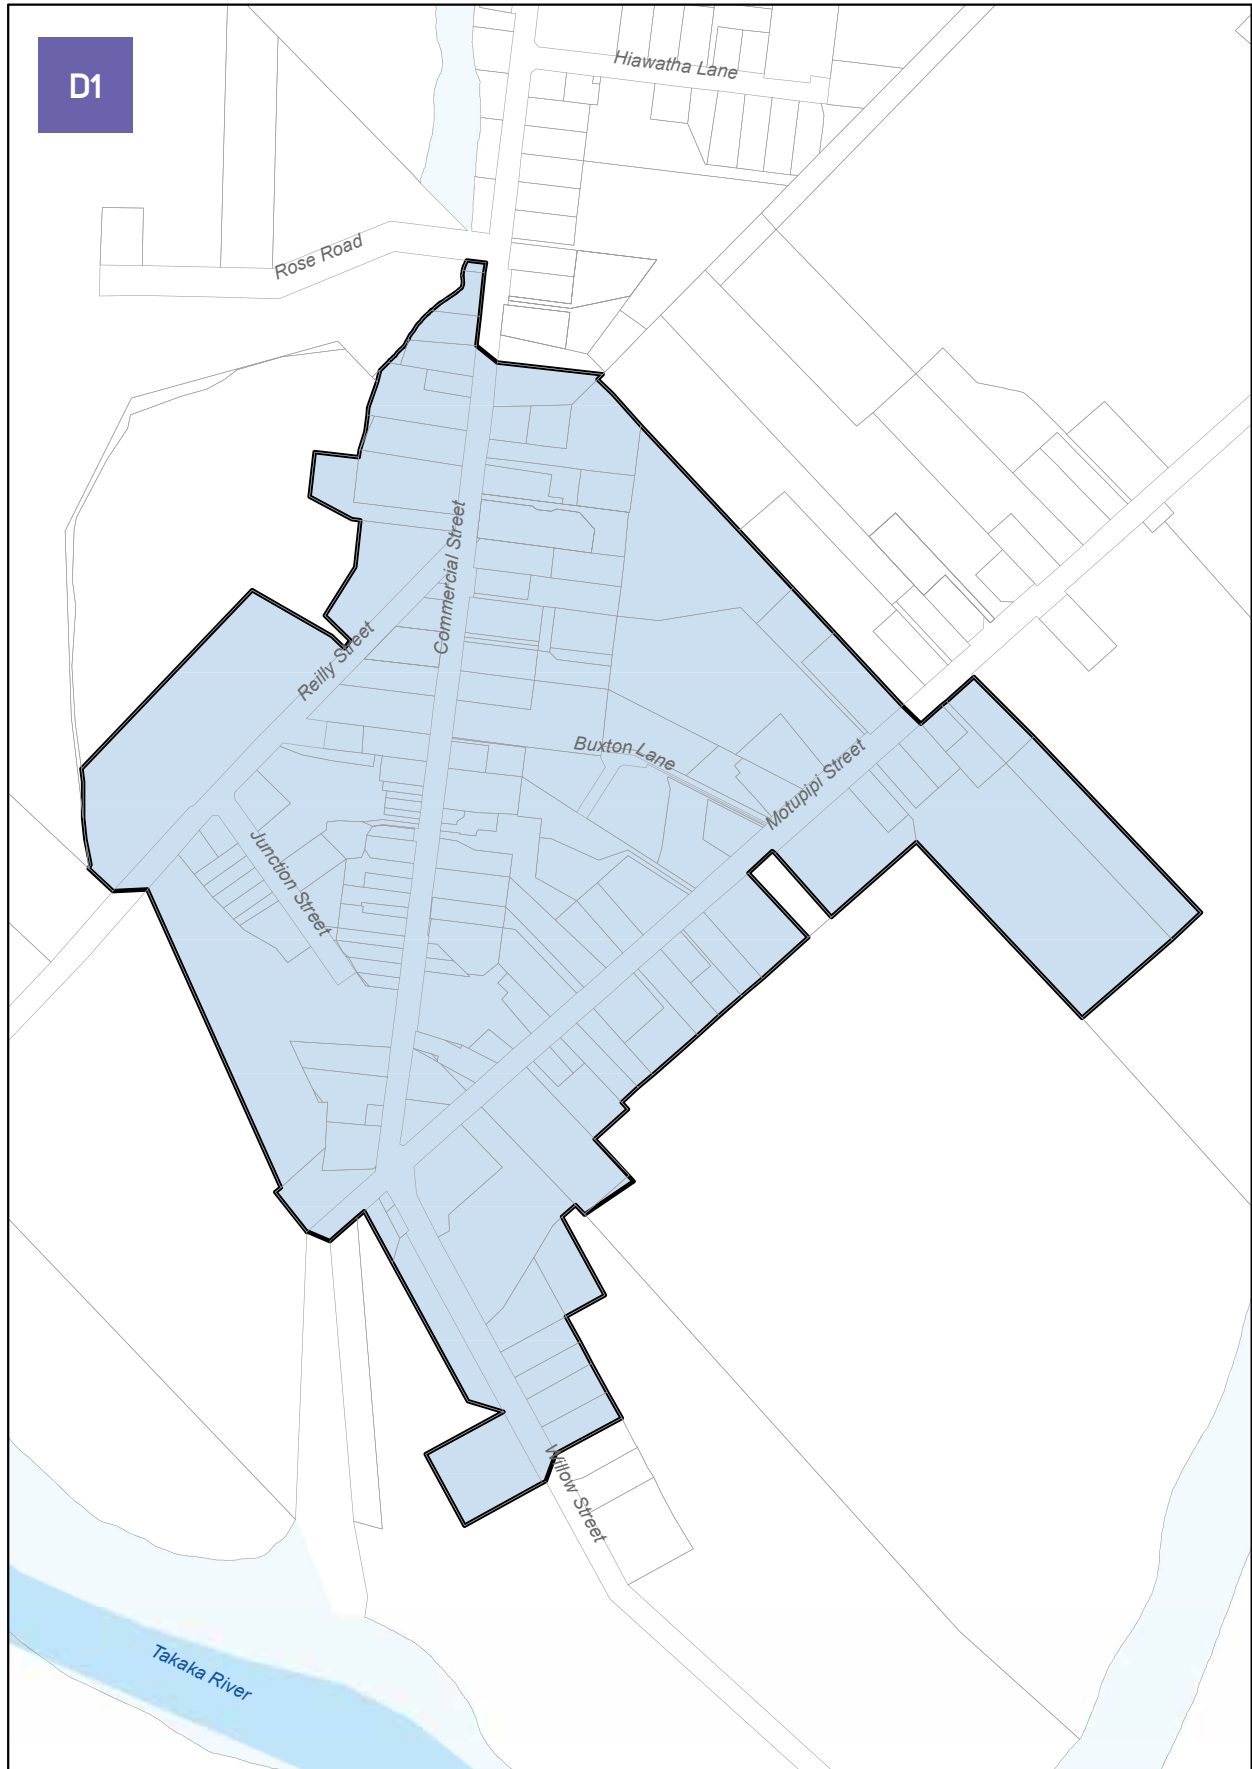 D1
Hiawatha Lane
Rose Road
Commercial Street
Reilly Street
Buxton Lane
Motupipi Street
Junction Street
Willow Street
Takaka River